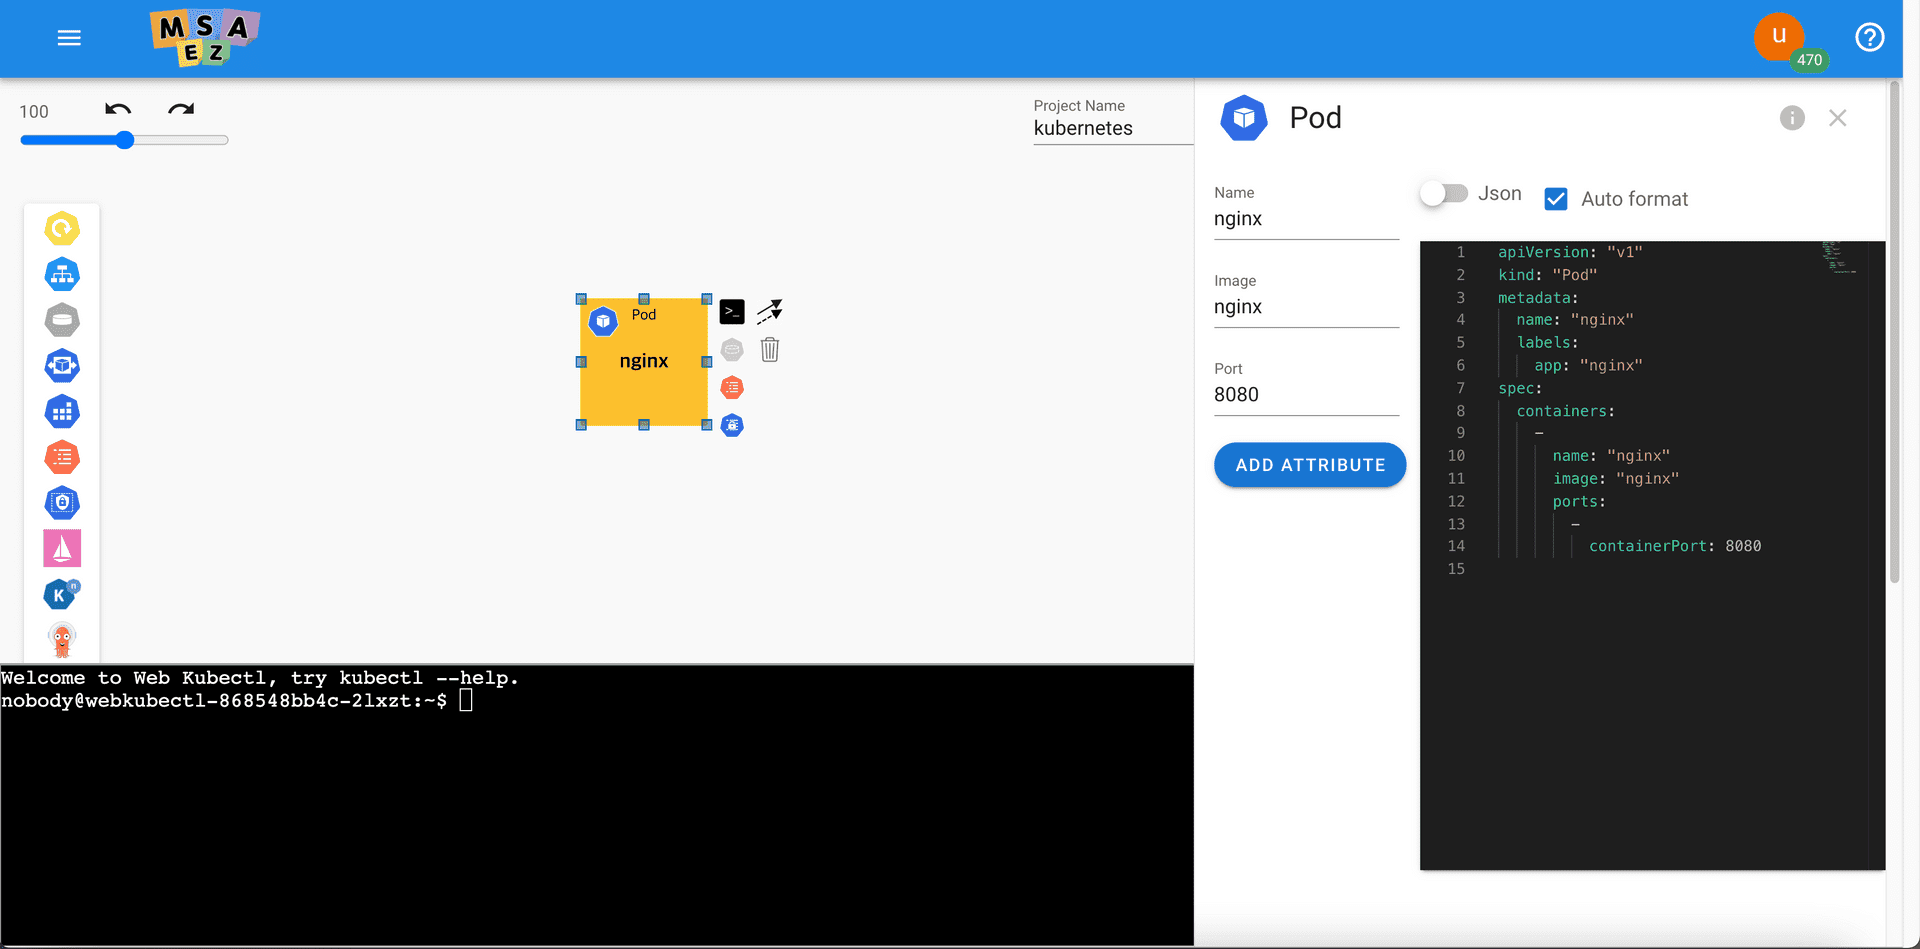 MSA
EZ
u
470
100
Project Name
kubernetes
Pod
nginx
>_
K
n
Welcome to Web Kubectl, try kubectl --help.
nobody@webkubectl-868548bb4c-2lxzt:~$
Pod
Name
nginx
Image
nginx
Port
8080
ADD ATTRIBUTE
Json
Auto format
1 apiVersion: "v1"
2 kind: "Pod"
3 metadata:
4 name: "nginx"
5 labels:
6 app: "nginx"
7 spec:
8 containers:
9 -
10 name: "nginx"
11 image: "nginx"
12 ports:
13 -
14 containerPort: 8080
15